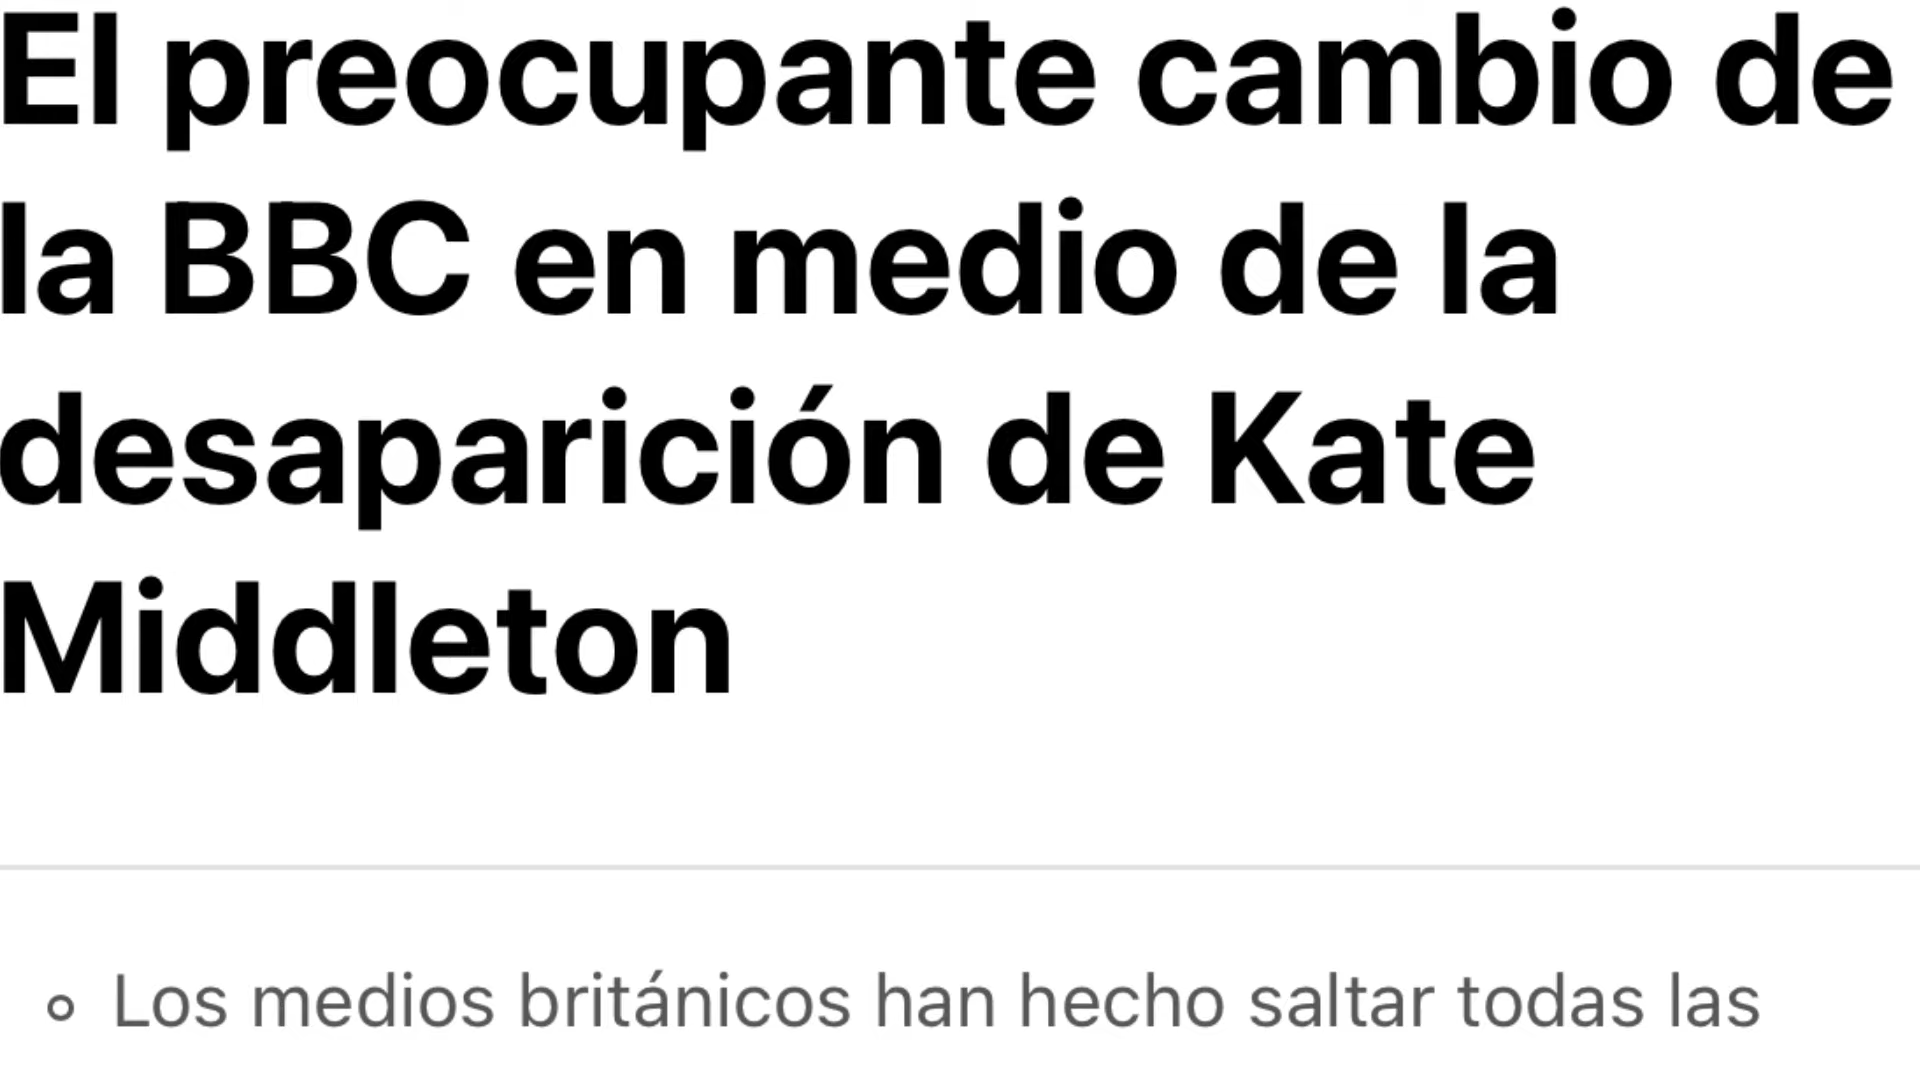 El preocupante cambio de
la BBC en medio de la
desaparición de Kate
Middleton
Los medios británicos han hecho saltar todas las